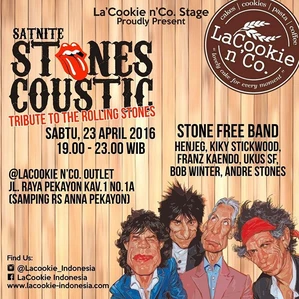 La'Cookie n'Co. Stage
Proudly Present
cakes | cookies | pasta | coffee
LaCookie
n' Co.
lovely cake for every moment
SATNITE
STONES
COUSTIC
TRIBUTE TO THE ROLLING STONES
SABTU, 23 APRIL 2016
19.00 - 23.00 WIB
STONE FREE BAND
HENJEG, KIKY STICKWOOD,
FRANZ KAENDO, UKUS SF,
BOB WINTER, ANDRE STONES
@LACOOKIE N'CO. OUTLET
JL. RAYA PEKAYON KAV.1 NO.1A
(SAMPING RS ANNA PEKAYON)
Find Us:
@Lacookie_Indonesia
LaCookie Indonesia
www.lacookie-indonesia.com